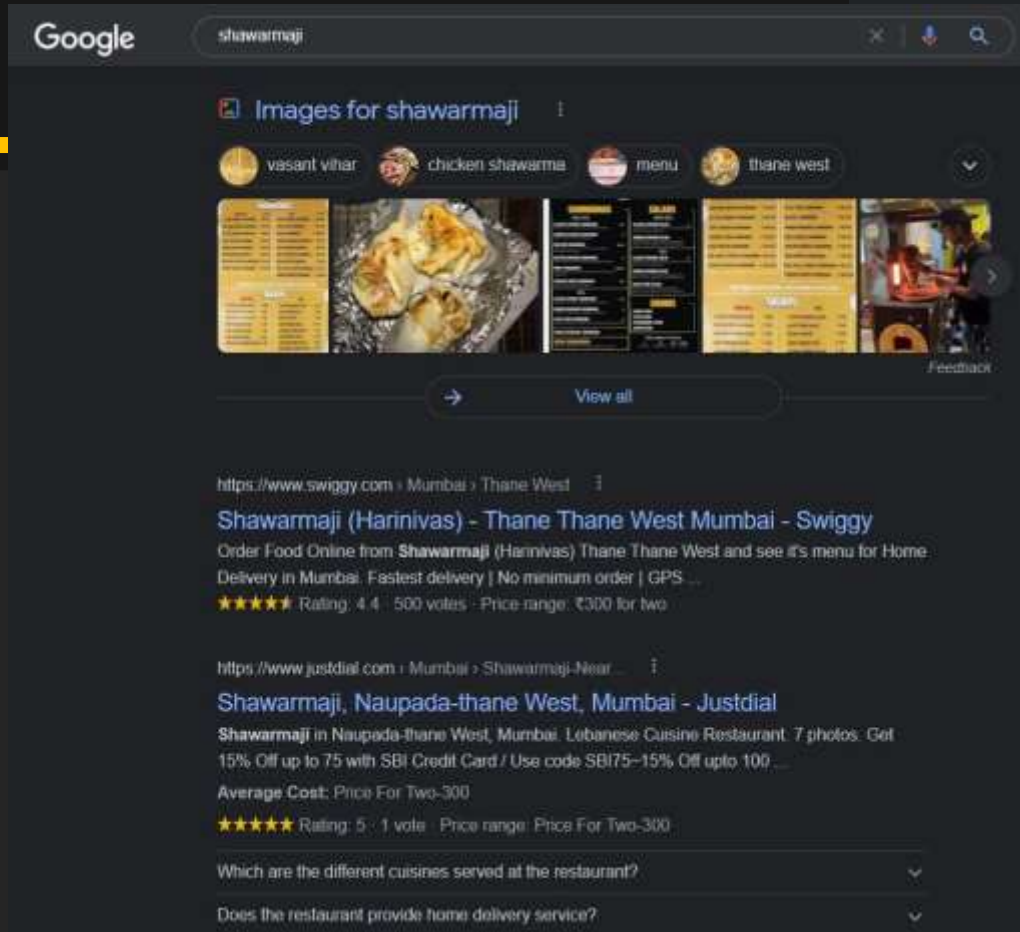 Google
shawarmaji
Images for shawarmaji
vasant vihar
chicken shawarma
menu
thane west
Feedback
View all
https://www.swiggy.com › Mumbai › Thane West
Shawarmaji (Harinivas) - Thane Thane West Mumbai - Swiggy
Order Food Online from Shawarmaji (Harinivas) Thane Thane West and see it's menu for Home
Delivery in Mumbai. Fastest delivery | No minimum order | GPS ...
Rating: 4.4 · 500 votes · Price range: ₹300 for two
https://www.justdial.com › Mumbai › Shawarmaji-Near...
Shawarmaji, Naupada-thane West, Mumbai - Justdial
Shawarmaji in Naupada-thane West, Mumbai. Lebanese Cuisine Restaurant. 7 photos. Get
15% Off up to 75 with SBI Credit Card / Use code SBI75–15% Off upto 100 ...
Average Cost: Price For Two-300
Rating: 5 · 1 vote · Price range: Price For Two-300
Which are the different cuisines served at the restaurant?
Does the restaurant provide home delivery service?